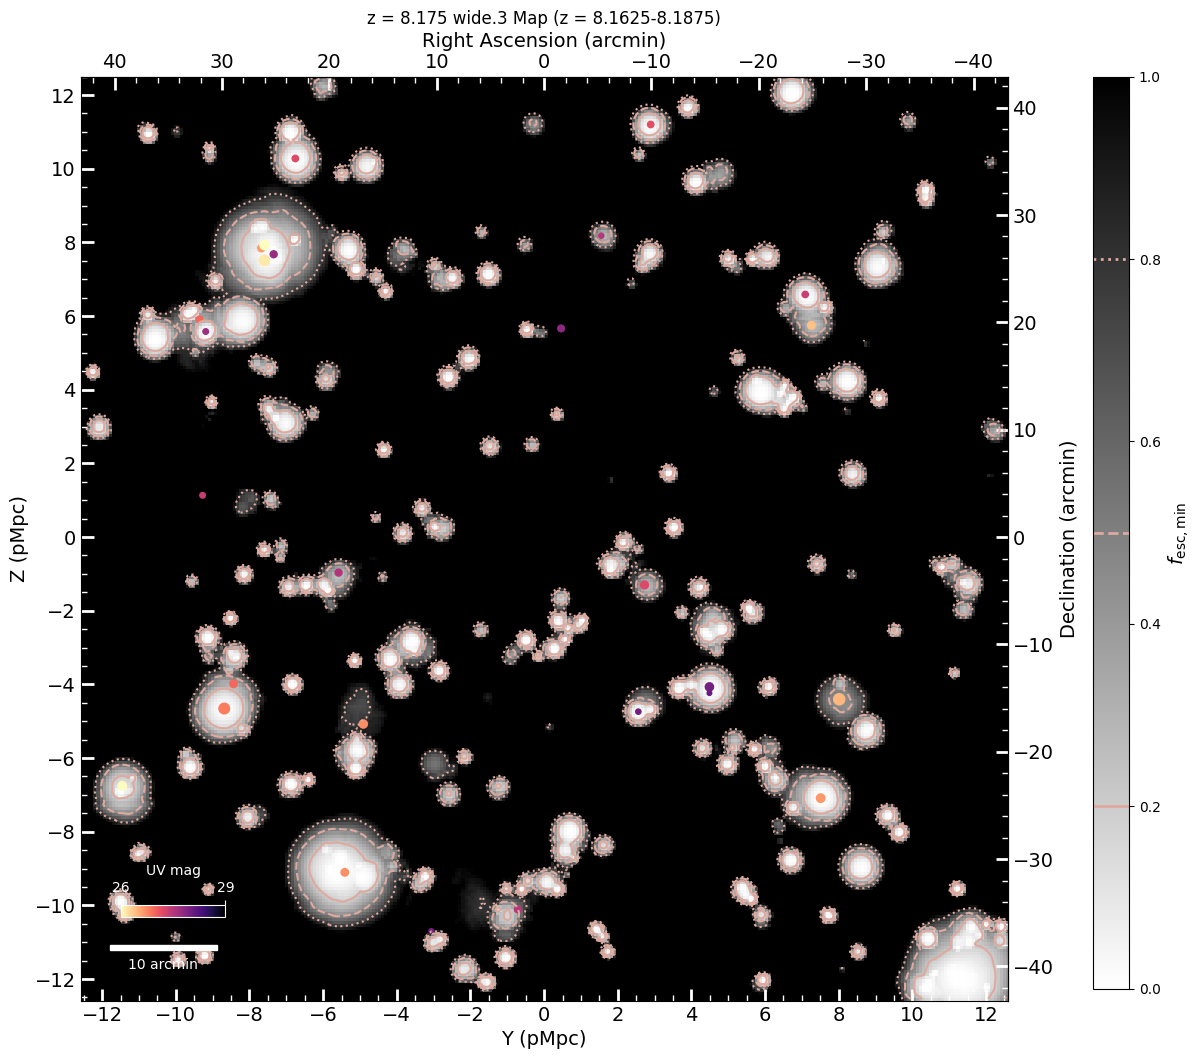 z = 8.175 wide.3 Map (z = 8.1625-8.1875)
Right Ascension (arcmin)
40 30 20 10 0 −10 −20 −30 −40
12
10
8
6
4
2
0
−2
−4
−6
−8
−10
−12
Z (pMpc)
40
30
20
10
0
−10
−20
−30
−40
Declination (arcmin)
1.0
0.8
0.6
0.4
0.2
0.0
fesc,min
UV mag
26 29
10 arcmin
−12 −10 −8 −6 −4 −2 0 2 4 6 8 10 12
Y (pMpc)